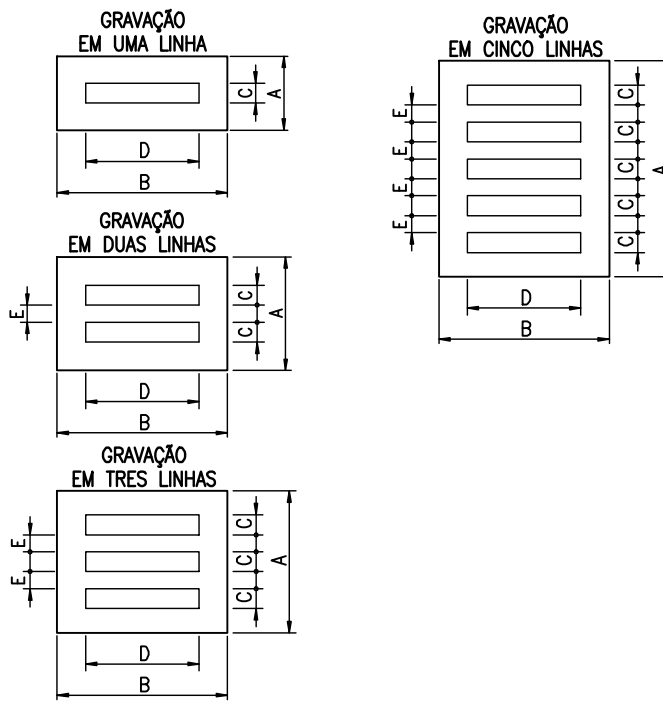 GRAVAÇÃO
EM UMA LINHA
C
A
D
B
GRAVAÇÃO
EM DUAS LINHAS
E
C
C
A
D
B
GRAVAÇÃO
EM TRES LINHAS
E
E
C
C
C
A
D
B
GRAVAÇÃO
EM CINCO LINHAS
E
E
E
E
C
C
C
C
C
A
D
B